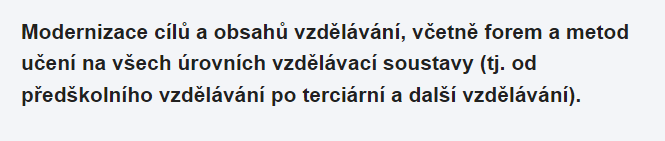 Modernizace cílů a obsahů vzdělávání, včetně forem a metod
učení na všech úrovních vzdělávací soustavy (tj. od
předškolního vzdělávání po terciární a další vzdělávání).